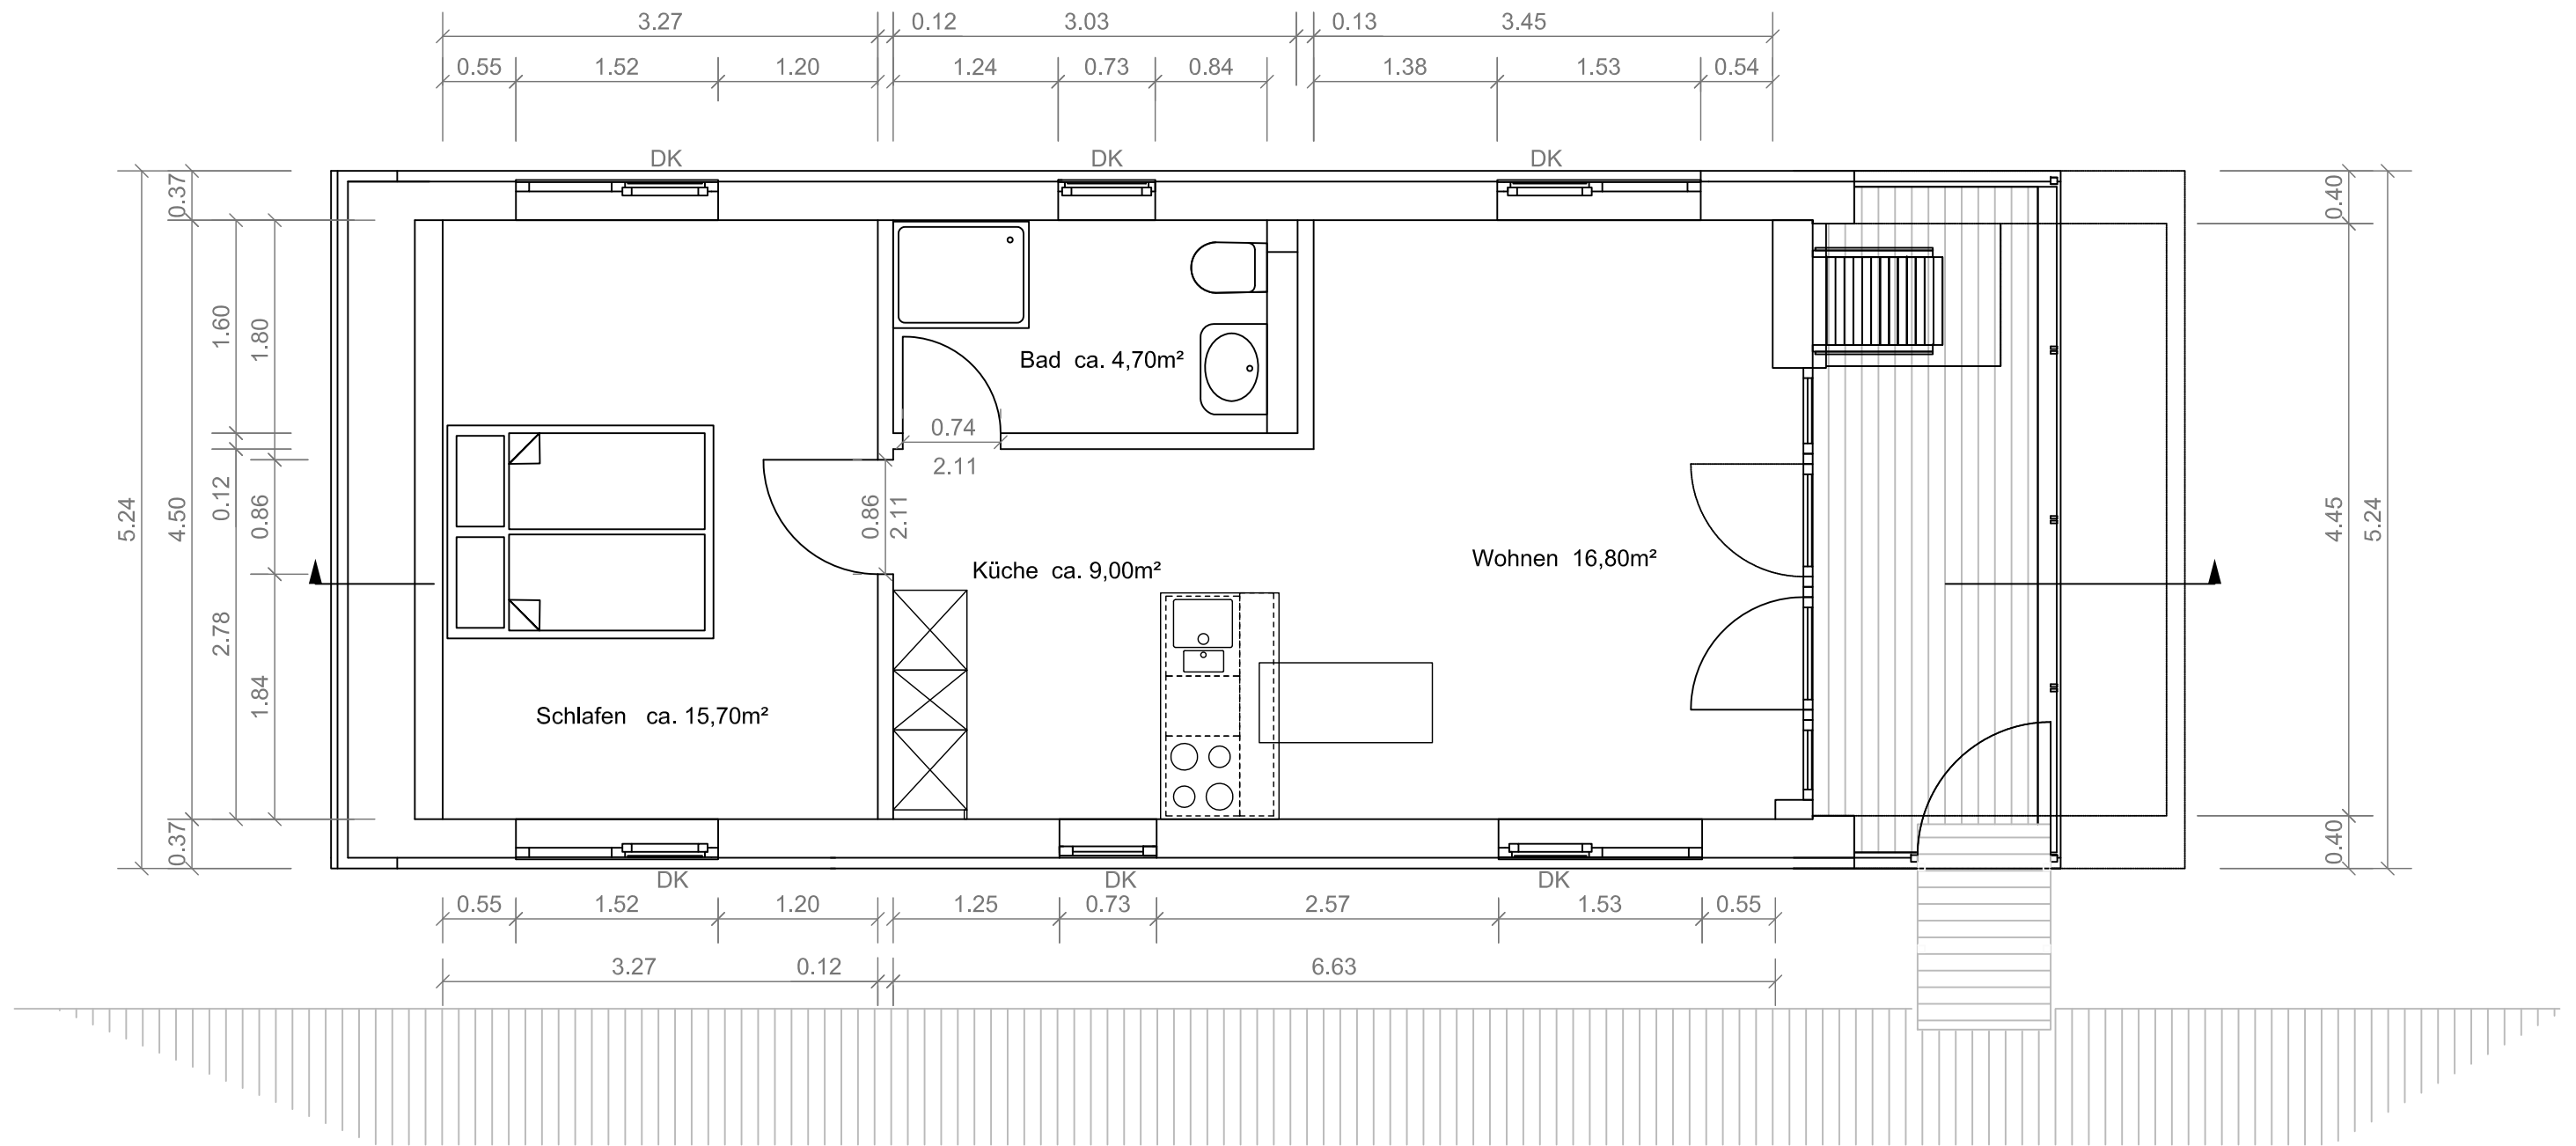 3.27 0.12 3.03 0.13 3.45
0.55 1.52 1.20 1.24 0.73 0.84 1.38 1.53 0.54
DK DK DK
0.37 0.40
1.60 1.80
Bad ca. 4,70m²
0.74
2.11
5.24 4.50 0.12 0.86 0.86 2.11 4.45 5.24
Küche ca. 9,00m² Wohnen 16,80m²
2.78 1.84
Schlafen ca. 15,70m²
0.37 0.40
DK DK DK
0.55 1.52 1.20 1.25 0.73 2.57 1.53 0.55
3.27 0.12 6.63